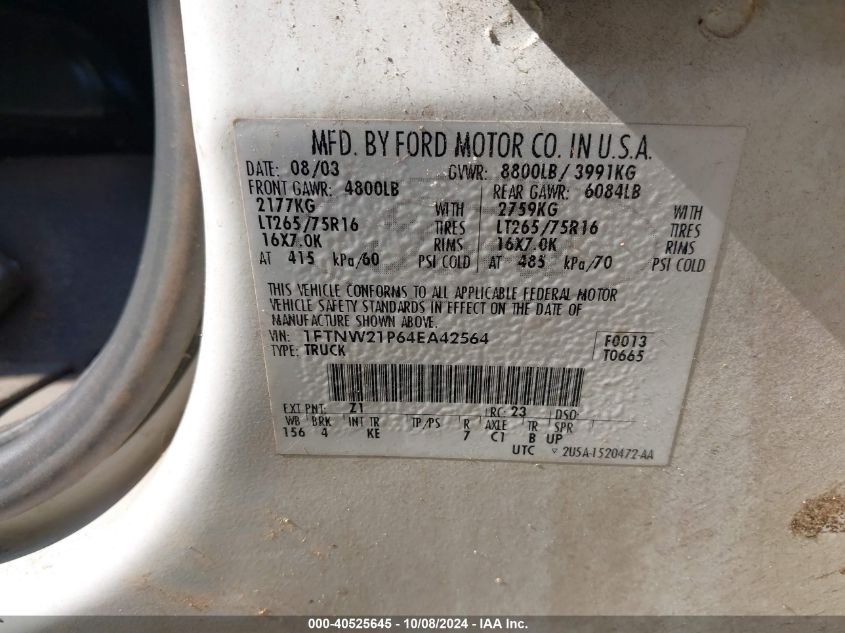 MFD. BY FORD MOTOR CO. IN U.S.A.
DATE: 08/03 GVWR: 8800LB / 3991KG
FRONT GAWR: 4800LB REAR GAWR: 6084LB
2177KG WITH 2759KG WITH
LT265/75R16 TIRES LT265/75R16 TIRES
16X7.0K RIMS 16X7.0K RIMS
AT 415 kPa/60 PSI COLD AT 485 kPa/70 PSI COLD
THIS VEHICLE CONFORMS TO ALL APPLICABLE FEDERAL MOTOR
VEHICLE SAFETY STANDARDS IN EFFECT ON THE DATE OF
MANUFACTURE SHOWN ABOVE.
VIN: 1FTNW21P64EA42564 F0013
TYPE: TRUCK T0665
EXT PNT: Z1 RC: 23 DSO:
WB BRK INT TR TP/PS R AXLE TR SPR
156 4 KE 7 C1 B UP
UTC ▽ 2U5A-1520472-AA
000-40525645 - 10/08/2024 - IAA Inc.